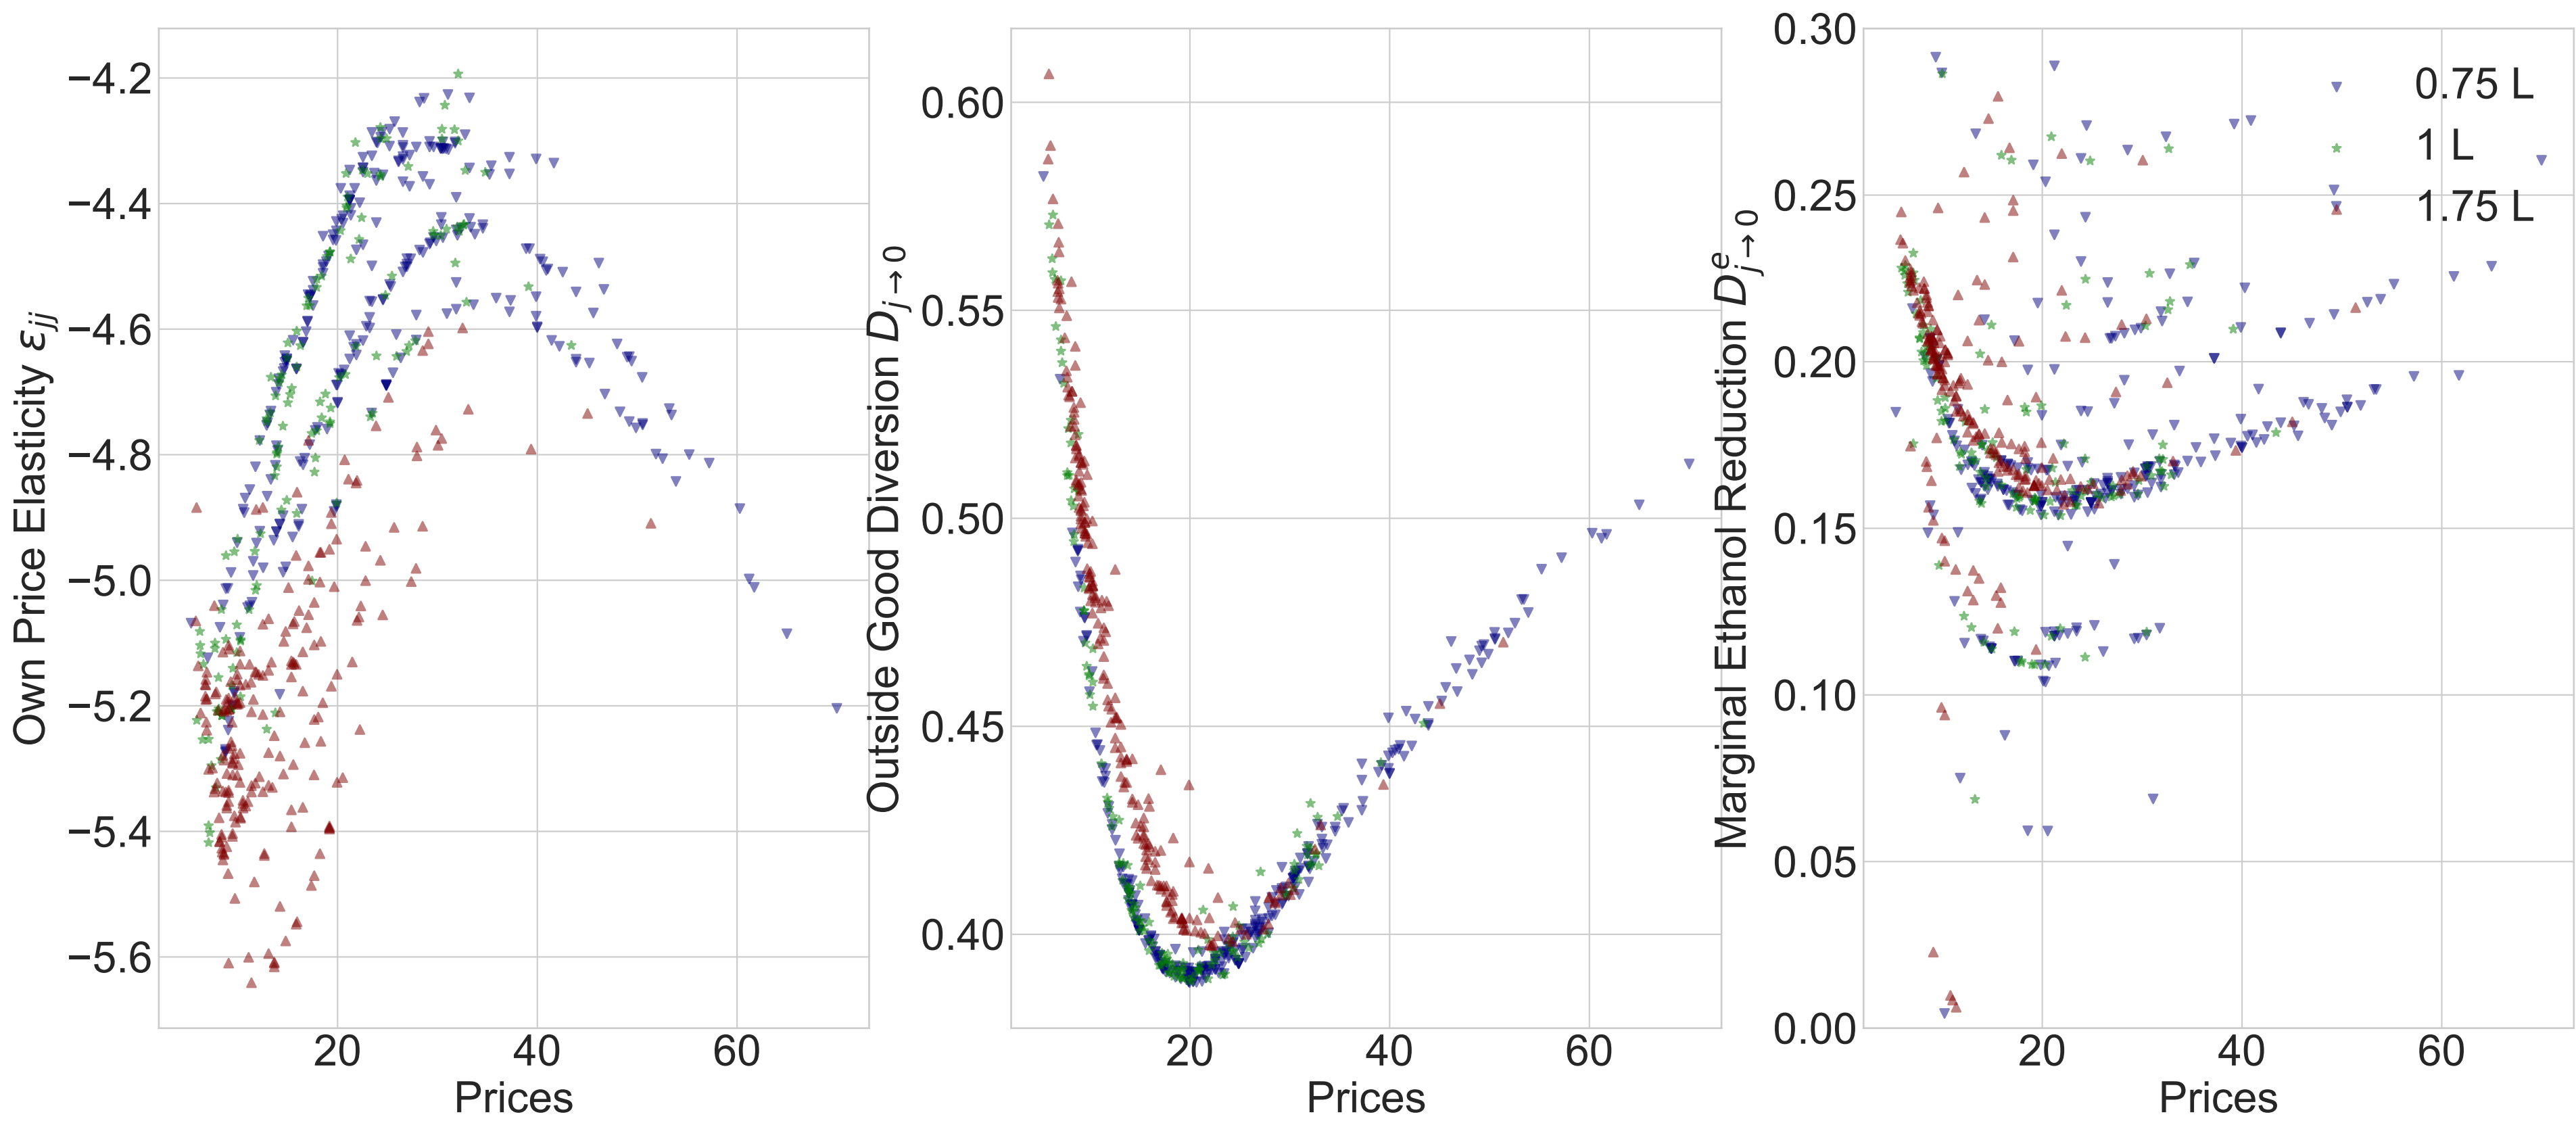 Own Price Elasticity εjj
−4.2
−4.4
−4.6
−4.8
−5.0
−5.2
−5.4
−5.6
20 40 60
Prices
Outside Good Diversion Dj→0
0.60
0.55
0.50
0.45
0.40
20 40 60
Prices
Marginal Ethanol Reduction D^e_j→0
0.30
0.25
0.20
0.15
0.10
0.05
0.00
20 40 60
Prices
0.75 L
1 L
1.75 L